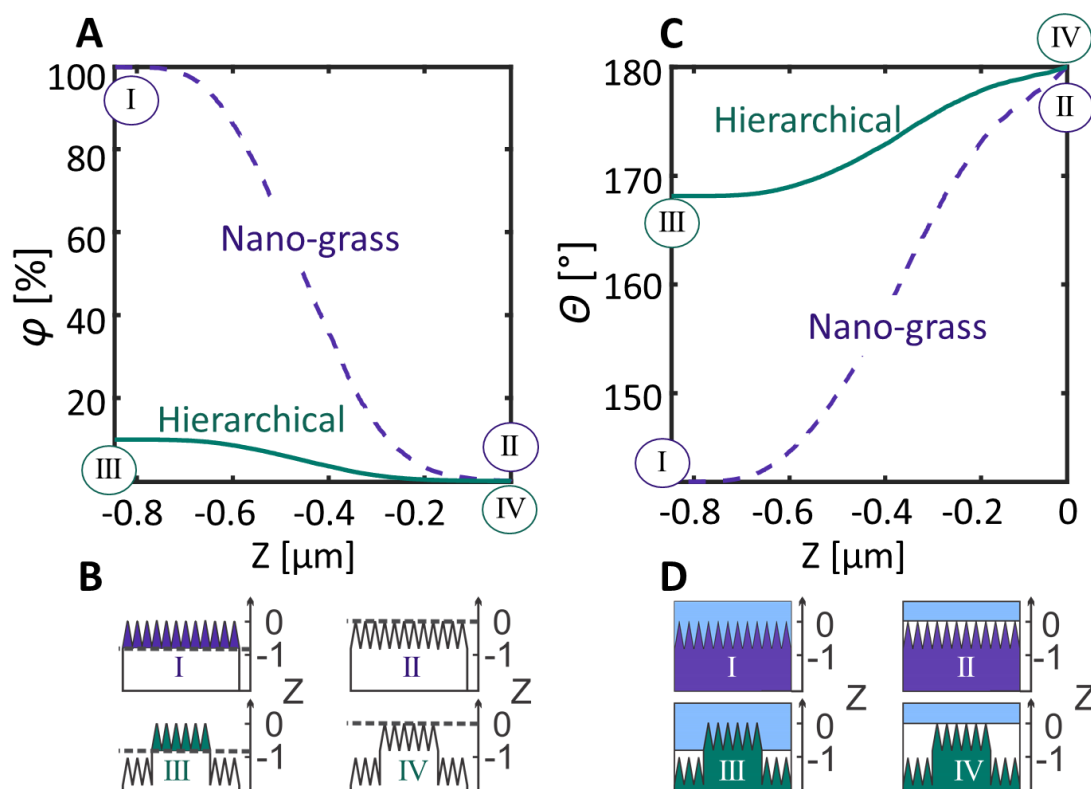 A
100
80
60
40
20
φ [%]
I
Nano-grass
Hierarchical
III
II
IV
-0.8
-0.6
-0.4
-0.2
Z [μm]
C
180
170
160
150
Θ [°]
IV
II
Hierarchical
III
Nano-grass
I
-0.8
-0.6
-0.4
-0.2
0
Z [μm]
B
I
0
-1
Z
II
0
-1
III
0
-1
IV
0
-1
D
I
0
-1
Z
II
0
-1
Z
III
0
-1
IV
0
-1